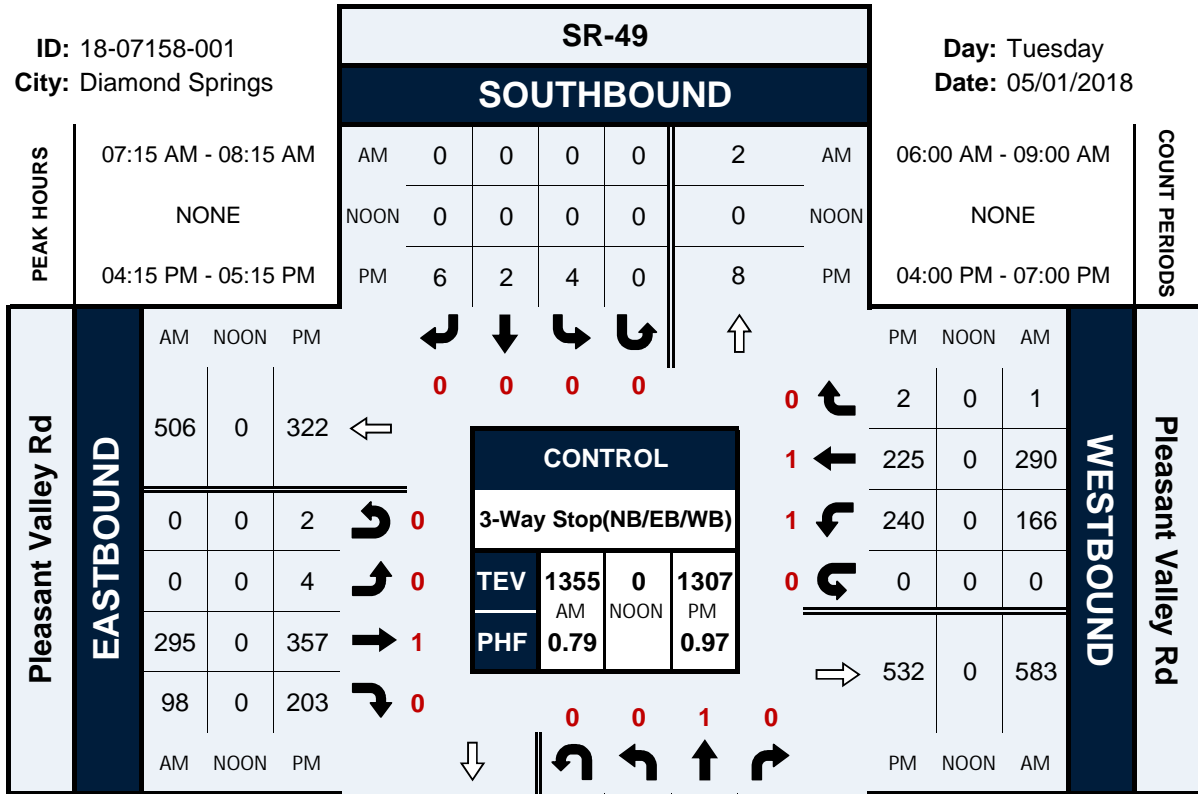 ID: 18-07158-001
City: Diamond Springs
SR-49
SOUTHBOUND
Day: Tuesday
Date: 05/01/2018
PEAK HOURS
07:15 AM - 08:15 AM
NONE
04:15 PM - 05:15 PM
AM 0 0 0 0 2 AM
NOON 0 0 0 0 0 NOON
PM 6 2 4 0 8 PM
06:00 AM - 09:00 AM
NONE
04:00 PM - 07:00 PM
COUNT PERIODS
0 0 0 0
Pleasant Valley Rd
EASTBOUND
AM NOON PM
506 0 322
0 0 2 0
0 0 4 0
295 0 357 1
98 0 203 0
AM NOON PM
CONTROL
3-Way Stop(NB/EB/WB)
TEV 1355 0 1307
AM NOON PM
PHF 0.79 0.97
PM NOON AM
0 2 0 1
1 225 0 290
1 240 0 166
0 0 0 0
532 0 583
PM NOON AM
WESTBOUND
Pleasant Valley Rd
0 0 1 0